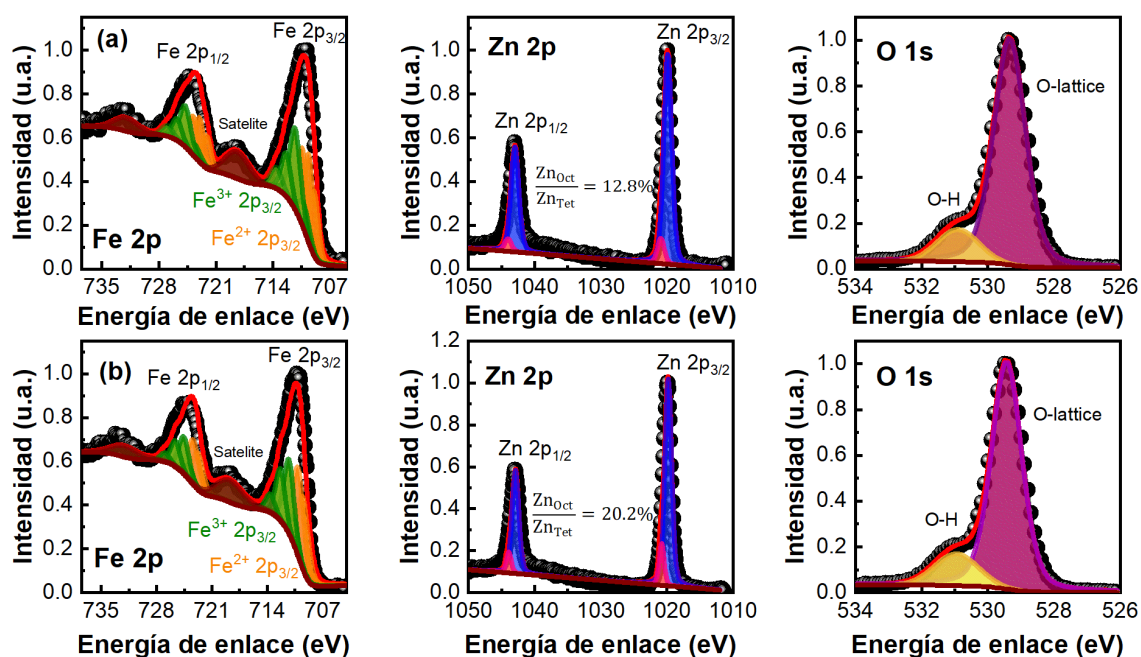 (a)
Fe 2p3/2
Fe 2p1/2
Satelite
Fe3+ 2p3/2
Fe2+ 2p3/2
Fe 2p
Intensidad (u.a.)
1.0
0.8
0.6
0.4
0.2
0.0
735 728 721 714 707
Energía de enlace (eV)
Zn 2p
Zn 2p3/2
Zn 2p1/2
ZnOct/ZnTet = 12.8%
Intensidad (u.a.)
1.0
0.8
0.6
0.4
0.2
0.0
1050 1040 1030 1020 1010
Energía de enlace (eV)
O 1s
O-lattice
O-H
Intensidad (u.a.)
1.0
0.8
0.6
0.4
0.2
0.0
534 532 530 528 526
Energía de enlace (eV)
(b)
Fe 2p3/2
Fe 2p1/2
Satelite
Fe3+ 2p3/2
Fe2+ 2p3/2
Fe 2p
Intensidad (u.a.)
1.0
0.8
0.6
0.4
0.2
0.0
735 728 721 714 707
Energía de enlace (eV)
Zn 2p
Zn 2p3/2
Zn 2p1/2
ZnOct/ZnTet = 20.2%
Intensidad (u.a.)
1.2
1.0
0.8
0.6
0.4
0.2
0.0
1050 1040 1030 1020 1010
Energía de enlace (eV)
O 1s
O-lattice
O-H
Intensidad (u.a.)
1.0
0.8
0.6
0.4
0.2
0.0
534 532 530 528 526
Energía de enlace (eV)